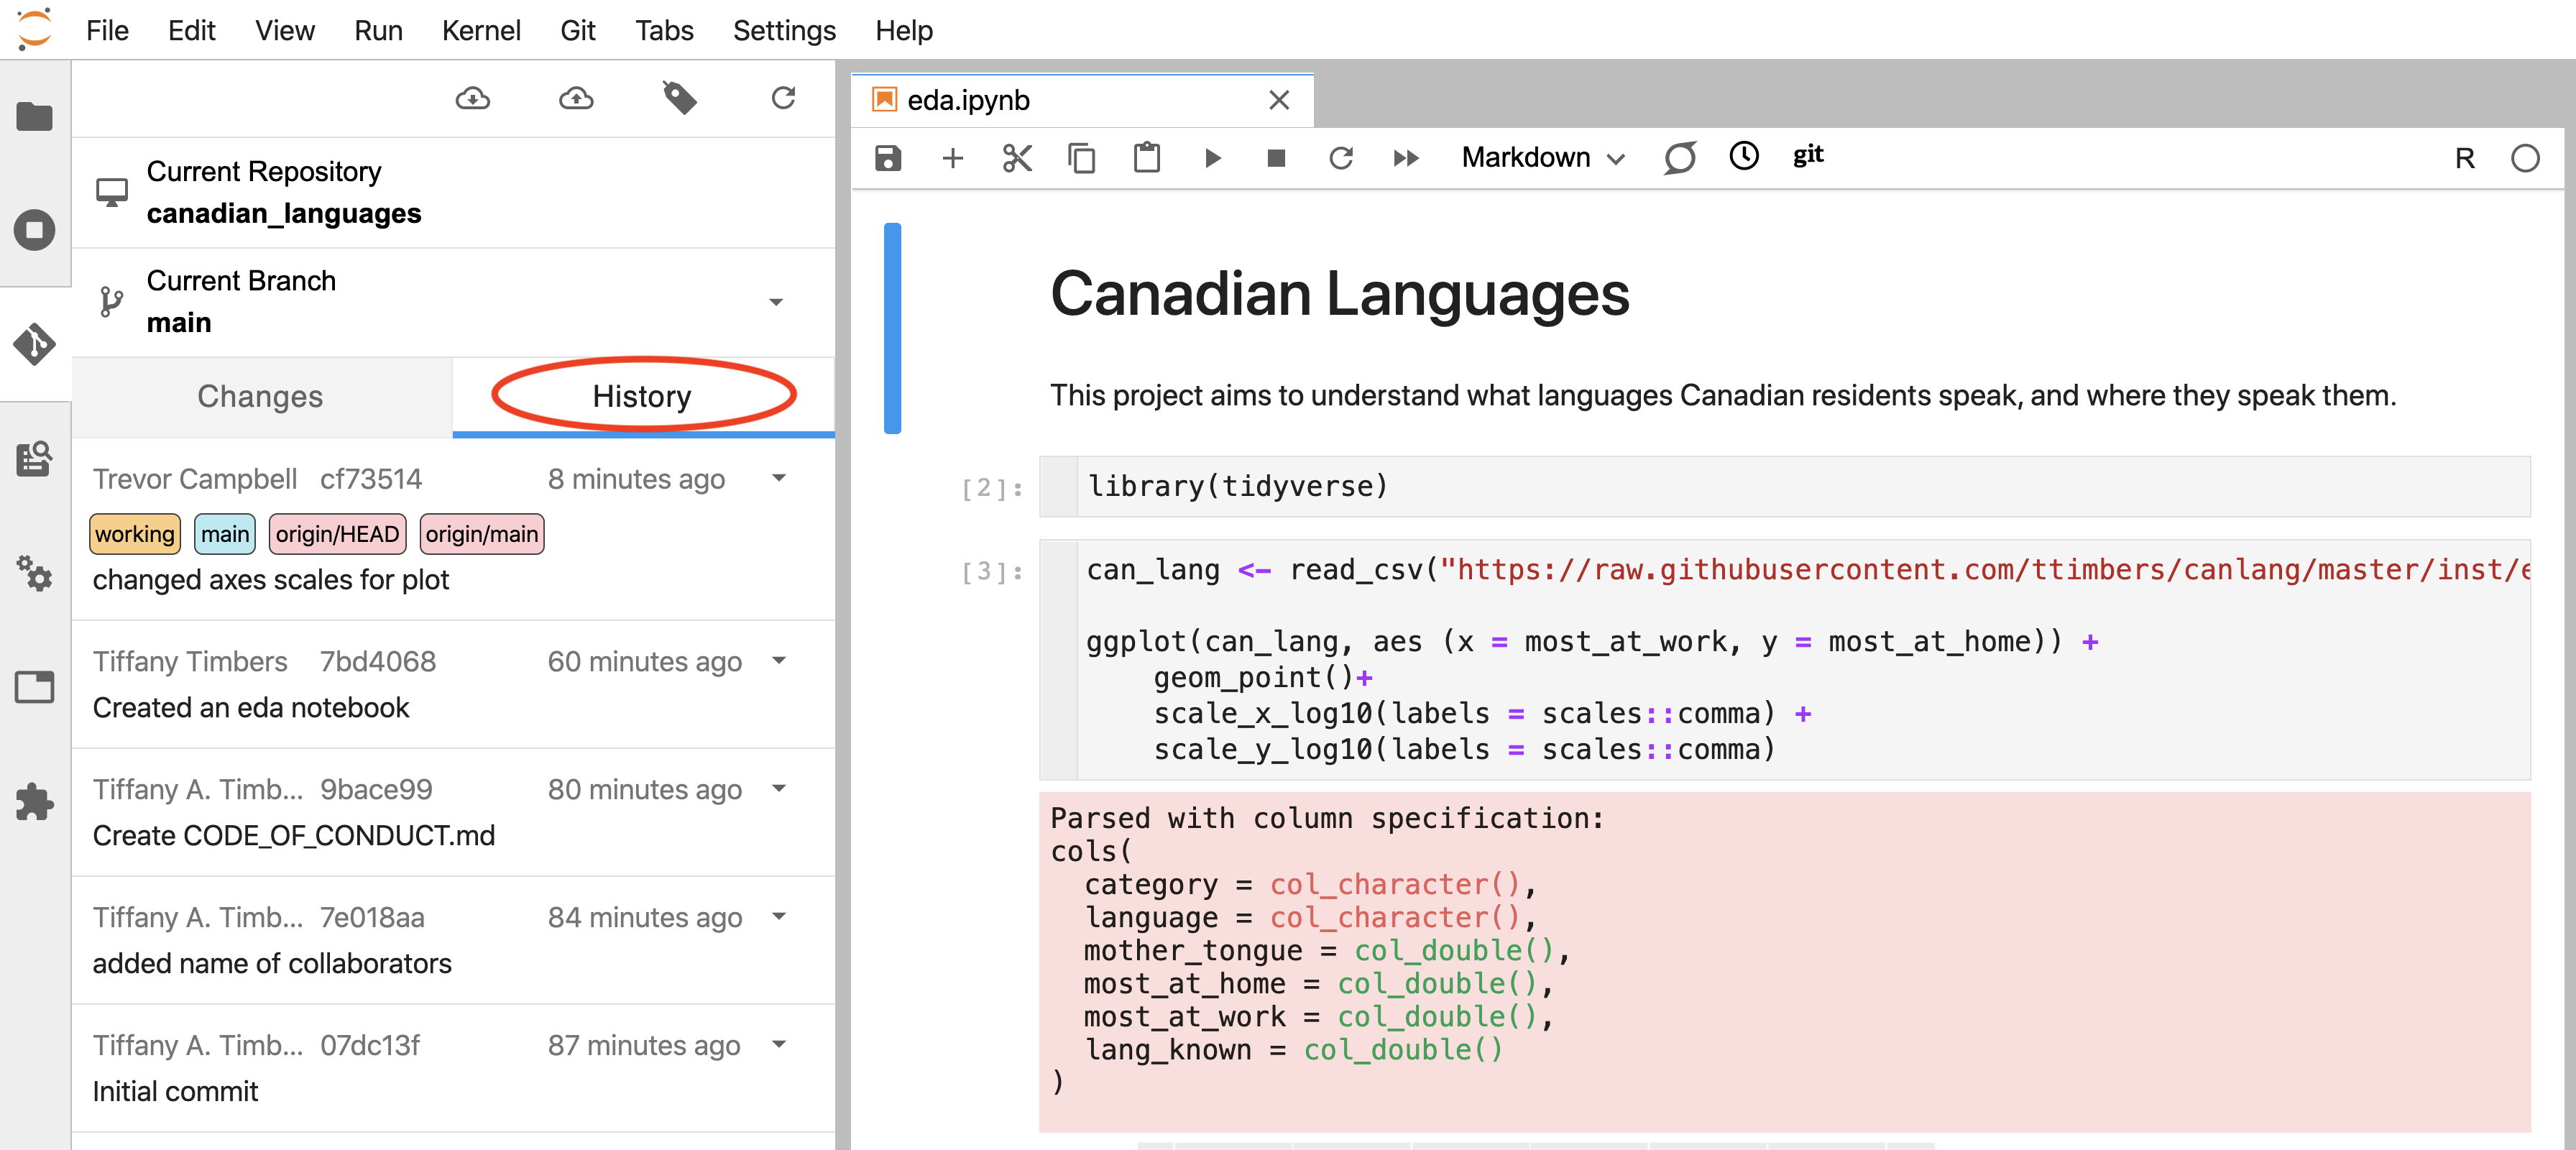 File Edit View Run Kernel Git Tabs Settings Help
Current Repository
canadian_languages
Current Branch
main
Changes History
Trevor Campbell cf73514 8 minutes ago
working main origin/HEAD origin/main
changed axes scales for plot
Tiffany Timbers 7bd4068 60 minutes ago
Created an eda notebook
Tiffany A. Timb... 9bace99 80 minutes ago
Create CODE_OF_CONDUCT.md
Tiffany A. Timb... 7e018aa 84 minutes ago
added name of collaborators
Tiffany A. Timb... 07dc13f 87 minutes ago
Initial commit
eda.ipynb
Markdown git R
Canadian Languages
This project aims to understand what languages Canadian residents speak, and where they speak them.
[2]: library(tidyverse)
[3]: can_lang <- read_csv("https://raw.githubusercontent.com/ttimbers/canlang/master/inst/e
ggplot(can_lang, aes (x = most_at_work, y = most_at_home)) +
    geom_point()+
    scale_x_log10(labels = scales::comma) +
    scale_y_log10(labels = scales::comma)
Parsed with column specification:
cols(
  category = col_character(),
  language = col_character(),
  mother_tongue = col_double(),
  most_at_home = col_double(),
  most_at_work = col_double(),
  lang_known = col_double()
)